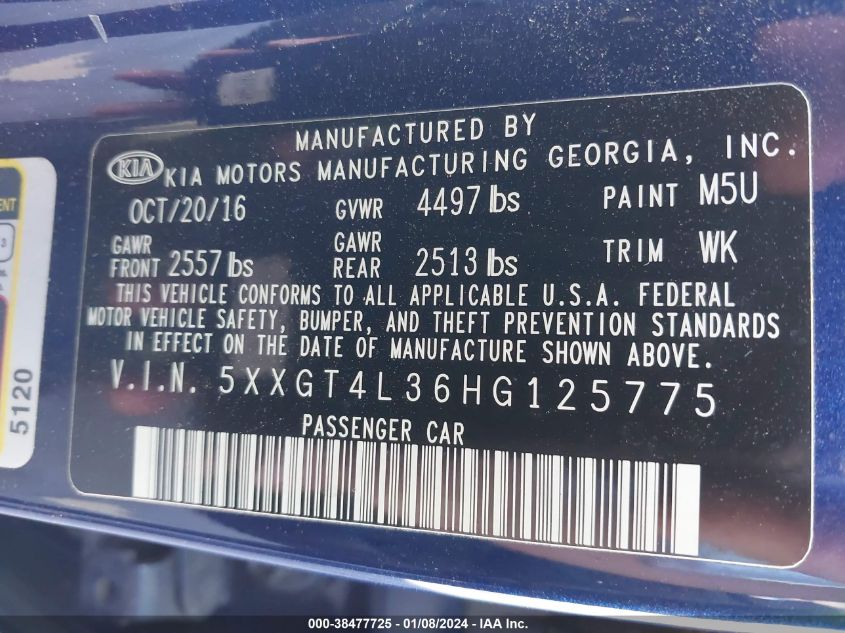 MANUFACTURED BY
KIA KIA MOTORS MANUFACTURING GEORGIA, INC.
OCT/20/16 GVWR 4497 lbs PAINT M5U
GAWR FRONT 2557 lbs GAWR REAR 2513 lbs TRIM WK
THIS VEHICLE CONFORMS TO ALL APPLICABLE U.S.A. FEDERAL
MOTOR VEHICLE SAFETY, BUMPER, AND THEFT PREVENTION STANDARDS
IN EFFECT ON THE DATE OF MANUFACTURE SHOWN ABOVE.
V.I.N. 5XXGT4L36HG125775
PASSENGER CAR
5120
000-38477725 - 01/08/2024 - IAA Inc.